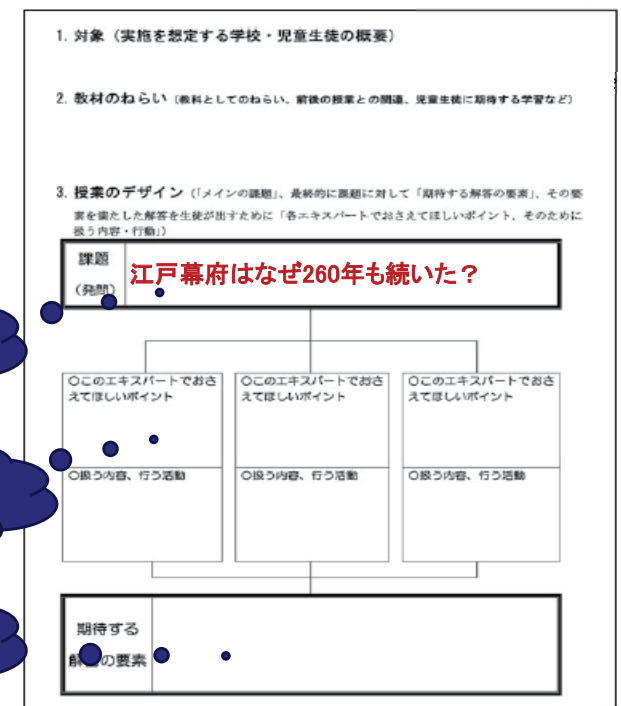 1. 対象（実施を想定する学校・児童生徒の概要）
2. 教材のねらい（教科としてのねらい、前後の授業との関連、児童生徒に期待する学習など）
3. 授業のデザイン（「メインの課題」、最終的に課題に対して「期待する解答の要素」、その要
素を満たした解答を生徒が出すために「各エキスパートでおさえてほしいポイント、そのために
扱う内容・行動」）
課題
（発問）
江戸幕府はなぜ260年も続いた？
○このエキスパートでおさ
えてほしいポイント
○扱う内容、行う活動
○このエキスパートでおさ
えてほしいポイント
○扱う内容、行う活動
○このエキスパートでおさ
えてほしいポイント
○扱う内容、行う活動
期待する
解答の要素